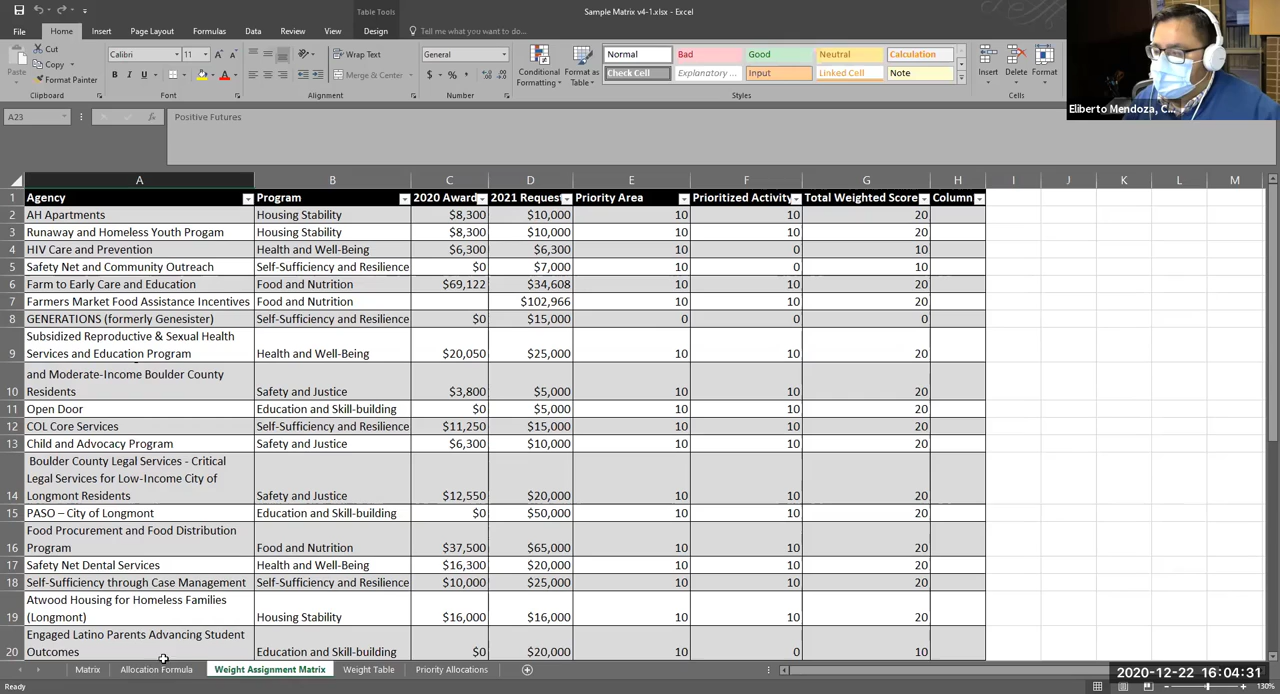 Table Tools
Sample Matrix v4-1.xlsx - Excel
File Home Insert Page Layout Formulas Data Review View Design Tell me what you want to do...
Cut
Copy
Format Painter
Paste
Clipboard
Calibri 11
B I U
Font
Wrap Text
Merge & Center
Alignment
General
$ % ,
Number
Conditional Formatting
Format as Table
Normal Bad Good Neutral Calculation
Check Cell Explanatory ... Input Linked Cell Note
Styles
Insert Delete Format
Cells
Eliberto Mendoza, C...
A23 Positive Futures
A B C D E F G H I J K L M
1 Agency Program 2020 Award 2021 Reques Priority Area Prioritized Activity Total Weighted Score Column
2 AH Apartments Housing Stability $8,300 $10,000 10 10 20
3 Runaway and Homeless Youth Progam Housing Stability $8,300 $10,000 10 10 20
4 HIV Care and Prevention Health and Well-Being $6,300 $6,300 10 0 10
5 Safety Net and Community Outreach Self-Sufficiency and Resilience $0 $7,000 10 0 10
6 Farm to Early Care and Education Food and Nutrition $69,122 $34,608 10 10 20
7 Farmers Market Food Assistance Incentives Food and Nutrition $102,966 10 10 20
8 GENERATIONS (formerly Genesister) Self-Sufficiency and Resilience $0 $15,000 0 0 0
Subsidized Reproductive & Sexual Health
9 Services and Education Program Health and Well-Being $20,050 $25,000 10 10 20
and Moderate-Income Boulder County
10 Residents Safety and Justice $3,800 $5,000 10 10 20
11 Open Door Education and Skill-building $0 $5,000 10 10 20
12 COL Core Services Self-Sufficiency and Resilience $11,250 $15,000 10 10 20
13 Child and Advocacy Program Safety and Justice $6,300 $10,000 10 10 20
Boulder County Legal Services - Critical
Legal Services for Low-Income City of
14 Longmont Residents Safety and Justice $12,550 $20,000 10 10 20
15 PASO – City of Longmont Education and Skill-building $0 $50,000 10 10 20
Food Procurement and Food Distribution
16 Program Food and Nutrition $37,500 $65,000 10 10 20
17 Safety Net Dental Services Health and Well-Being $16,300 $20,000 10 10 20
18 Self-Sufficiency through Case Management Self-Sufficiency and Resilience $10,000 $25,000 10 10 20
Atwood Housing for Homeless Families
19 (Longmont) Housing Stability $16,000 $16,000 10 10 20
Engaged Latino Parents Advancing Student
20 Outcomes Education and Skill-building $0 $20,000 10 0 10
Matrix Allocation Formula Weight Assignment Matrix Weight Table Priority Allocations
2020-12-22 16:04:31
Ready 130%